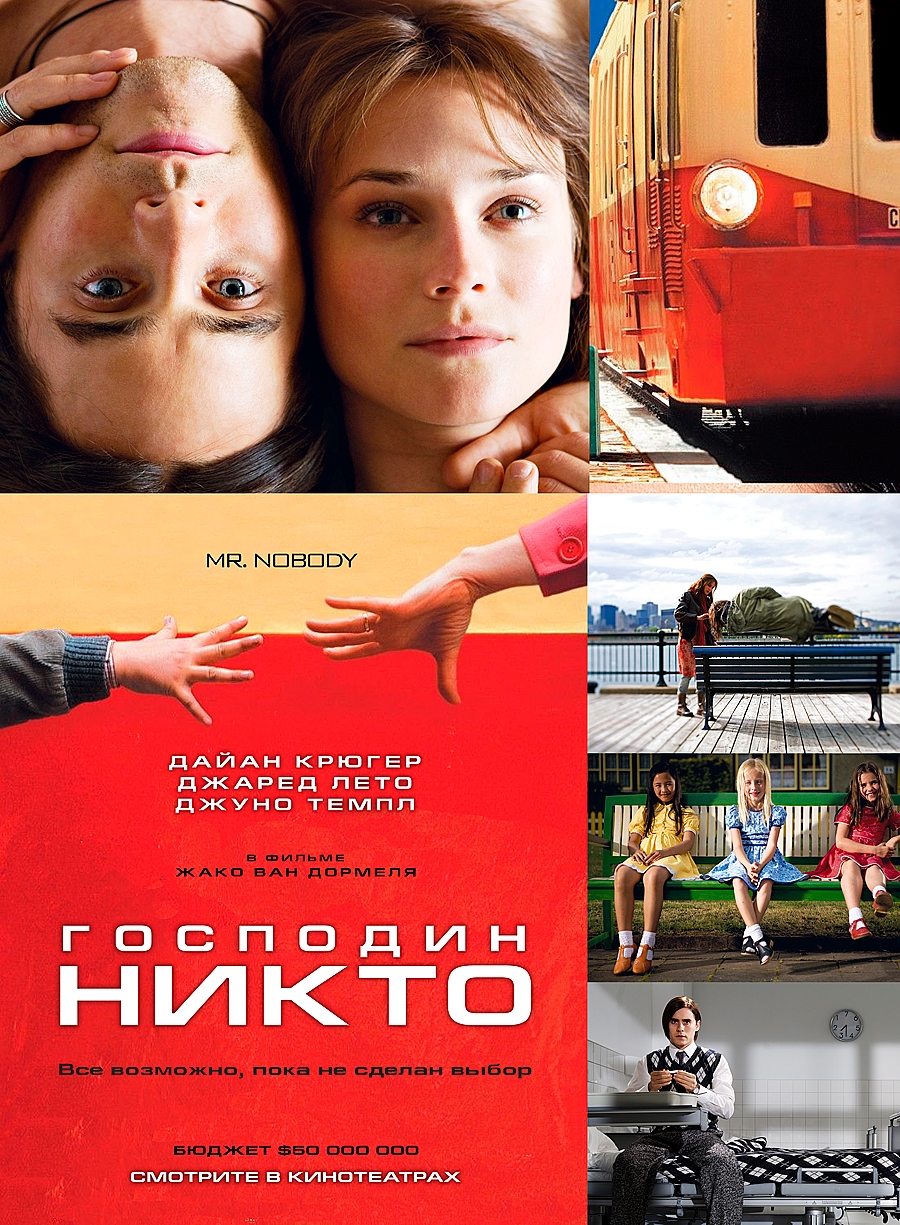 MR. NOBODY
ДАЙАН КРЮГЕР
ДЖАРЕД ЛЕТО
ДЖУНО ТЕМПЛ
В ФИЛЬМЕ
ЖАКО ВАН ДОРМЕЛЯ
ГОСПОДИН
НИКТО
Все возможно, пока не сделан выбор
БЮДЖЕТ $50 000 000
СМОТРИТЕ В КИНОТЕАТРАХ